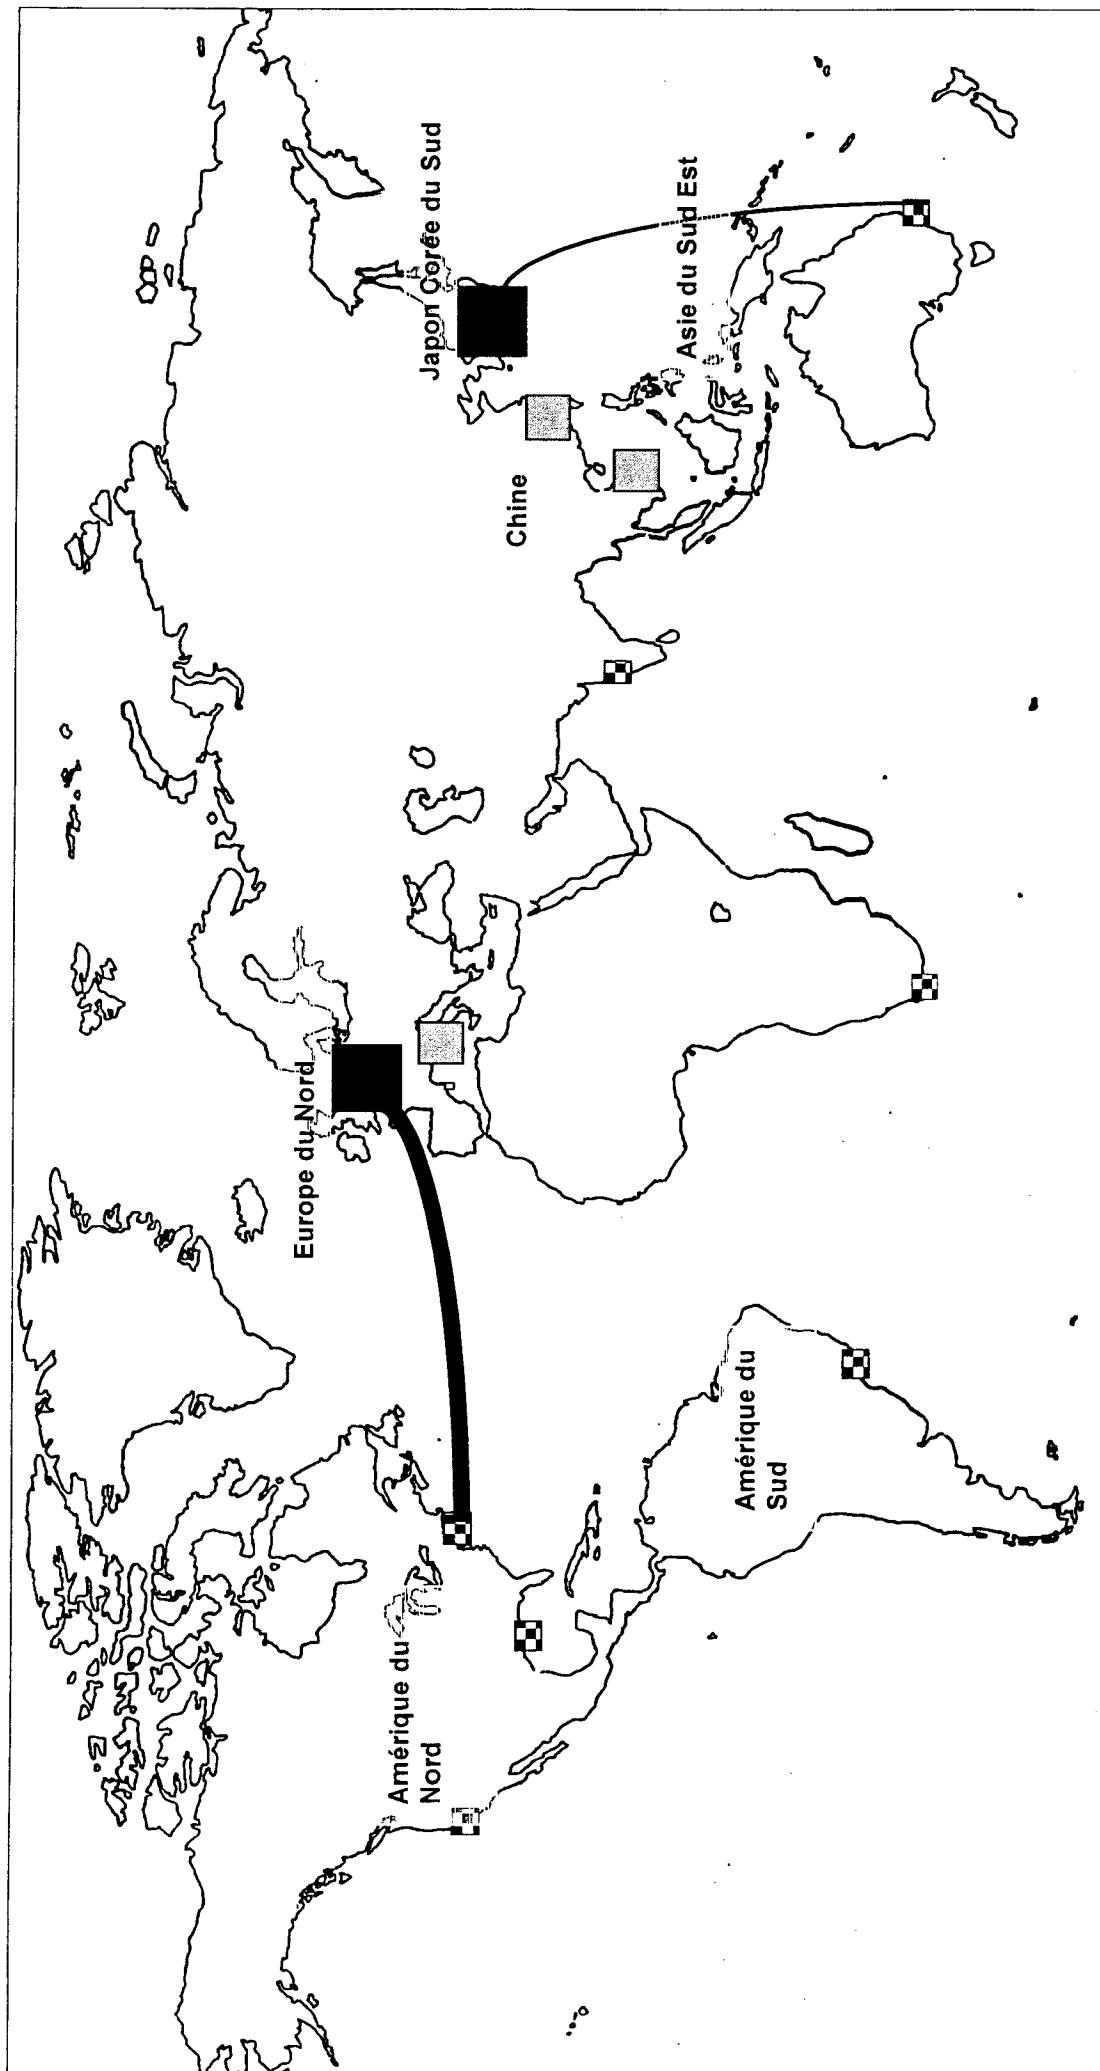 Amérique du
Nord
Europe du Nord
Japon Corée du Sud
Chine
Asie du Sud Est
Amérique du
Sud